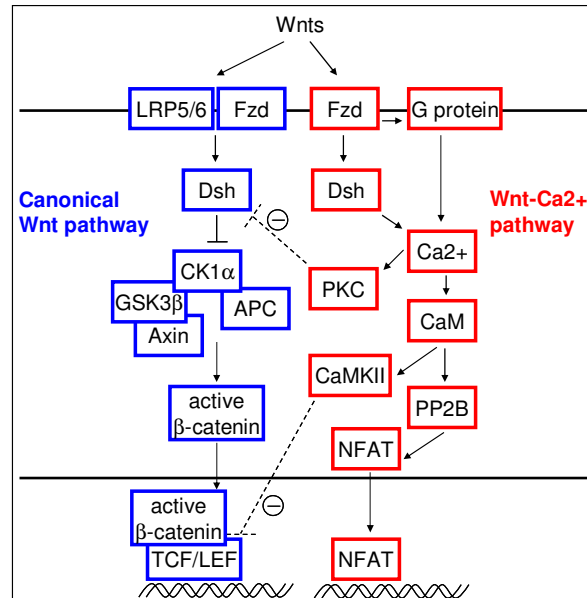 Wnts
LRP5/6
Fzd
Fzd
G protein
Canonical
Wnt pathway
Dsh
Dsh
Wnt-Ca2+
pathway
Ca2+
CK1α
PKC
GSK3β
APC
CaM
Axin
CaMKII
active
β-catenin
PP2B
NFAT
active
β-catenin
TCF/LEF
NFAT